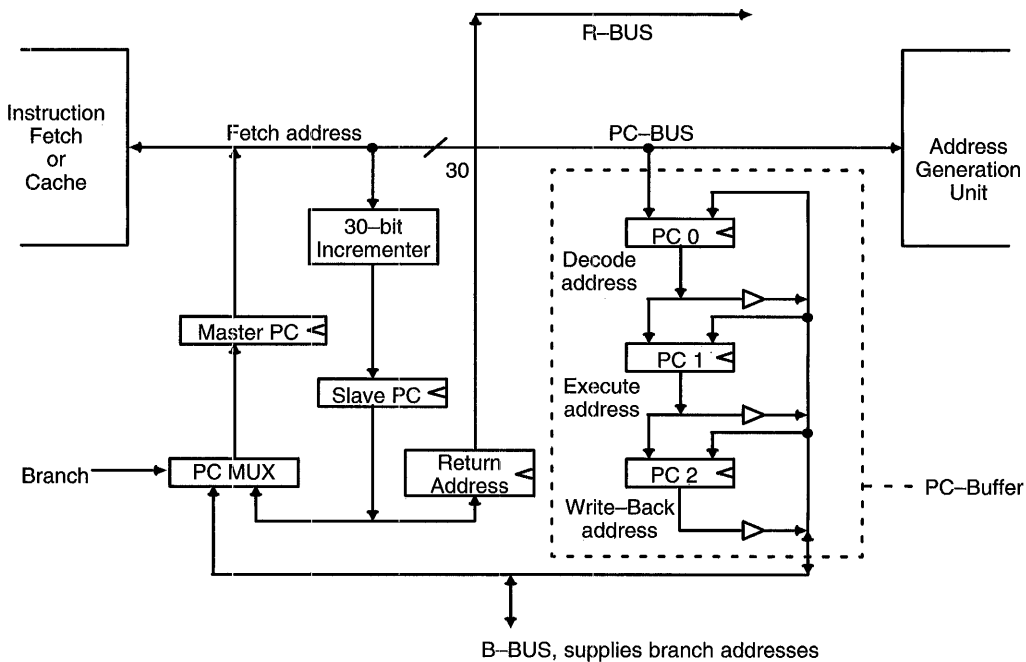 R–BUS
Instruction
Fetch
or
Cache
Fetch address
30
PC–BUS
Address
Generation
Unit
30–bit
Incrementer
PC 0
Decode
address
Master PC
PC 1
Slave PC
Execute
address
Branch
PC MUX
Return
Address
PC 2
PC–Buffer
Write–Back
address
B–BUS, supplies branch addresses